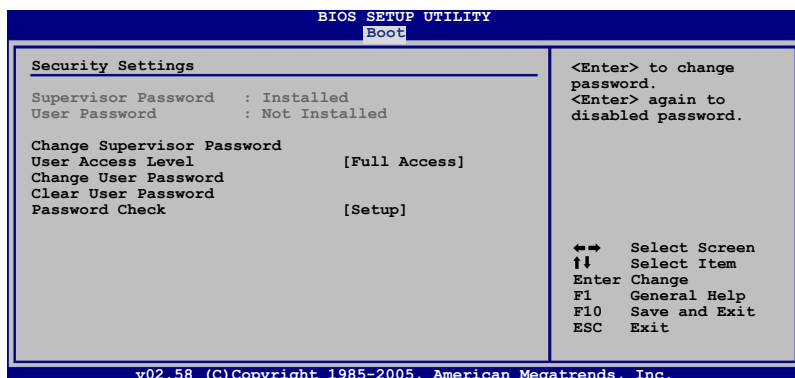 BIOS SETUP UTILITY
Boot
Security Settings
Supervisor Password : Installed
User Password : Not Installed
Change Supervisor Password
User Access Level [Full Access]
Change User Password
Clear User Password
Password Check [Setup]
<Enter> to change
password.
<Enter> again to
disabled password.
←→ Select Screen
↑↓ Select Item
Enter Change
F1 General Help
F10 Save and Exit
ESC Exit
v02.58 (C)Copyright 1985-2005, American Megatrends, Inc.